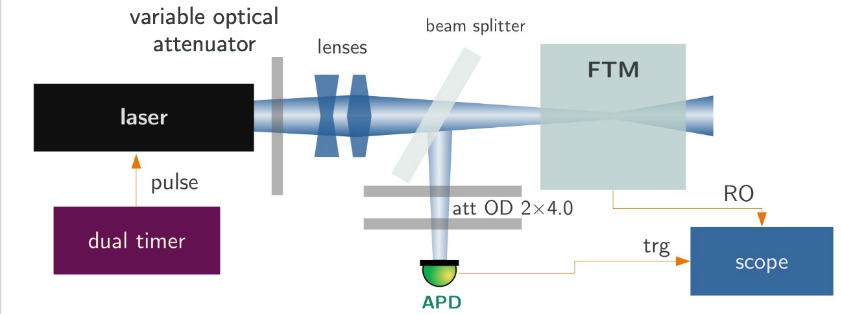 variable optical
attenuator
lenses
beam splitter
FTM
laser
pulse
dual timer
att OD 2×4.0
RO
trg
scope
APD